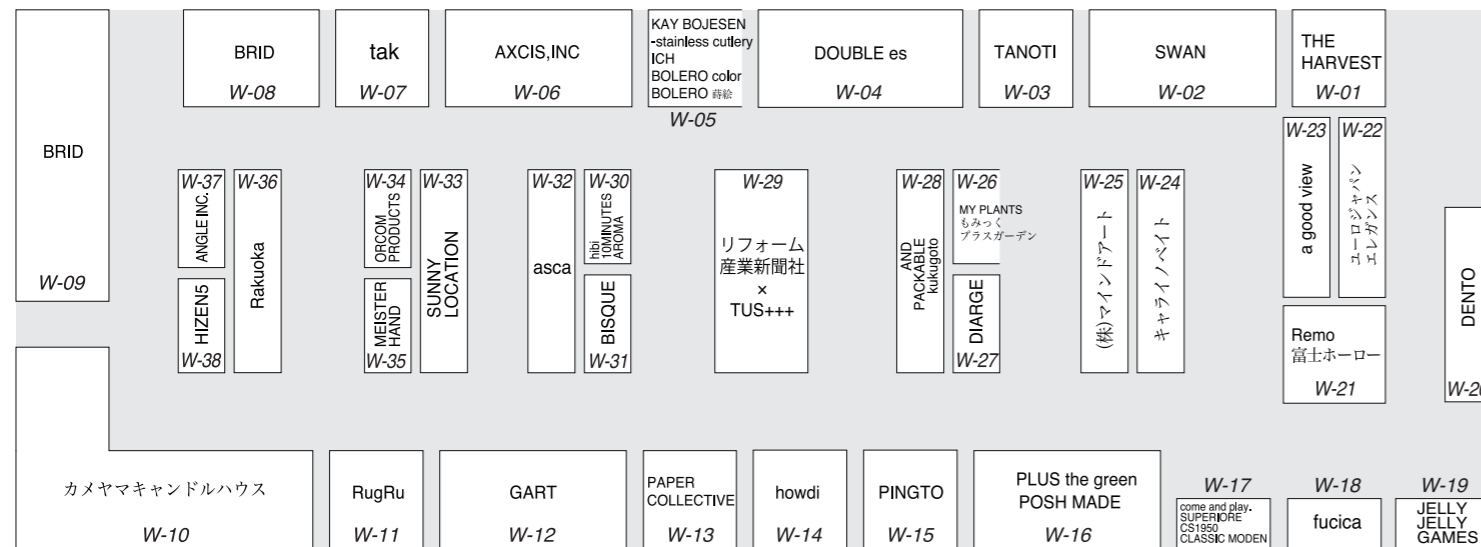 BRID
W-08
tak
W-07
AXCIS,INC
W-06
KAY BOJESEN
-stainless cutlery
ICH
BOLERO color
BOLERO 蒔絵
W-05
DOUBLE es
W-04
TANOTI
W-03
SWAN
W-02
THE
HARVEST
W-01
BRID
W-09
W-37
ANGLE INC.
HIZEN5
W-38
W-36
Rakuoka
W-34
ORCOM
PRODUCTS
MEISTER
HAND
W-35
W-33
SUNNY
LOCATION
W-32
asca
W-30
hibi
10MINUTES
AROMA
BISQUE
W-31
W-29
リフォーム
産業新聞社
×
TUS+++
W-28
AND
PACKABLE
kukugoto
W-26
MY PLANTS
もみっく
プラスガーデン
DIARGE
W-27
W-25
(株)マインドアート
W-24
キャライノベイト
W-23
a good view
W-22
ユーロジャパン
エレガンス
Remo
富士ホーロー
W-21
DENTO
カメヤマキャンドルハウス
W-10
RugRu
W-11
GART
W-12
PAPER
COLLECTIVE
W-13
howdi
W-14
PINGTO
W-15
PLUS the green
POSH MADE
W-16
W-17
come and play.
SUPERIORE
CS1950
CLASSIC MODEN
W-18
fucica
W-19
JELLY
JELLY
GAMES